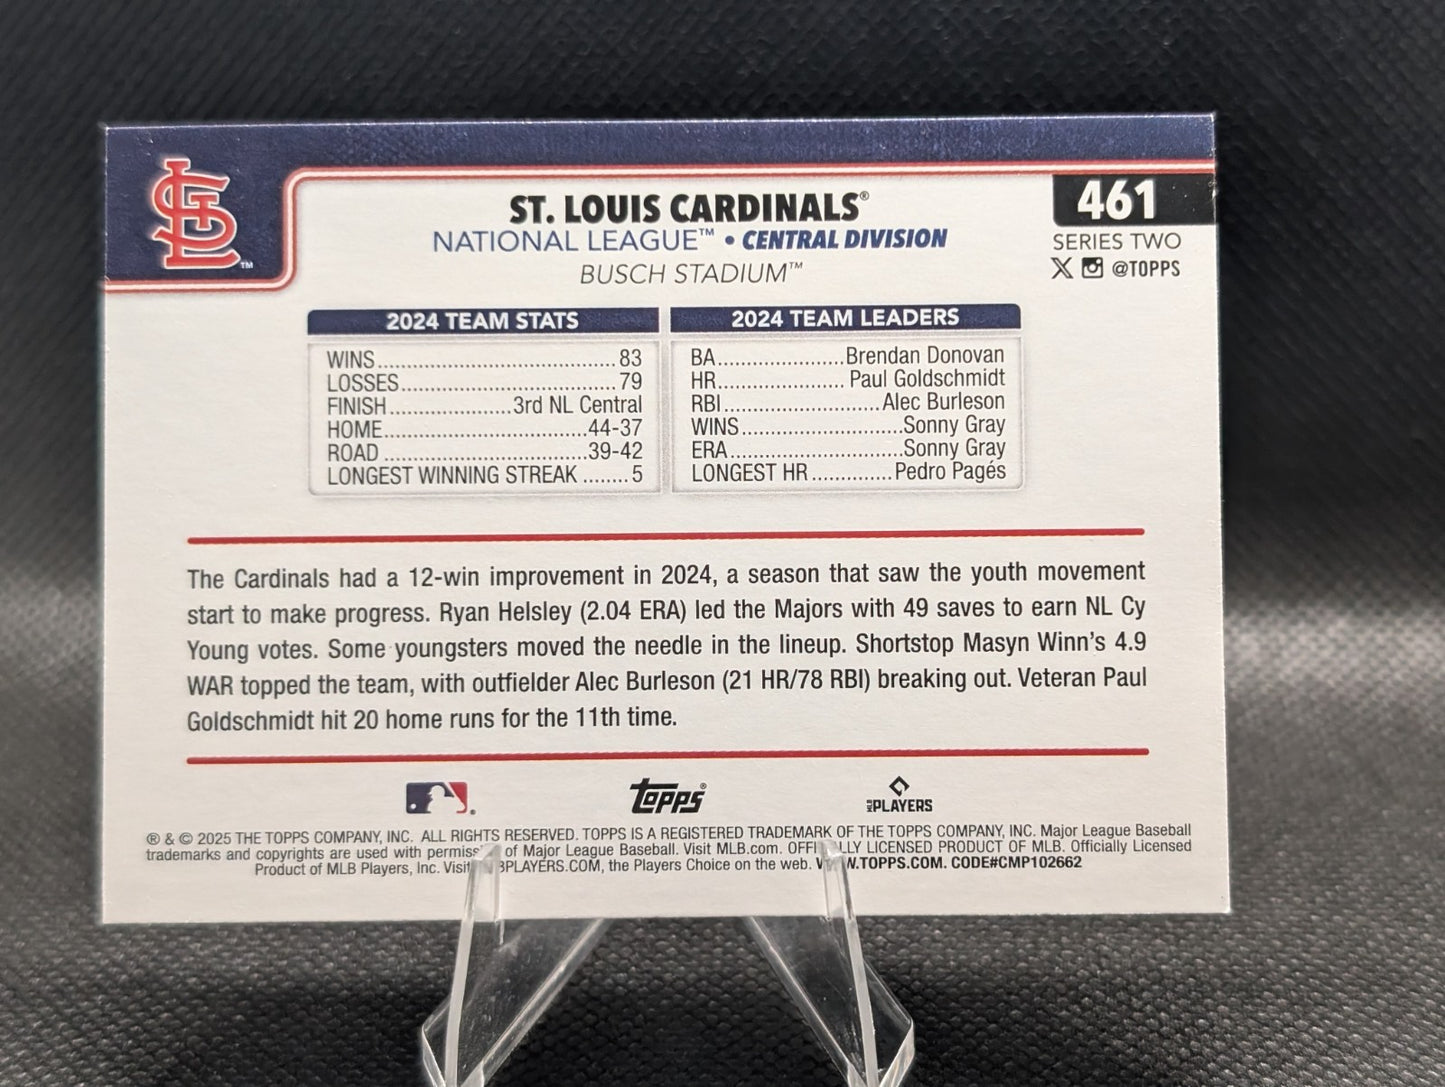 STL™
ST. LOUIS CARDINALS®
NATIONAL LEAGUE™ • CENTRAL DIVISION
BUSCH STADIUM™
461
SERIES TWO
X @TOPPS
2024 TEAM STATS
WINS........................................83
LOSSES....................................79
FINISH....................3rd NL Central
HOME..................................44-37
ROAD ..................................39-42
LONGEST WINNING STREAK ........5
2024 TEAM LEADERS
BA.....................Brendan Donovan
HR..................... Paul Goldschmidt
RBI..........................Alec Burleson
WINS...........................Sonny Gray
ERA.............................Sonny Gray
LONGEST HR ..............Pedro Pagés
The Cardinals had a 12-win improvement in 2024, a season that saw the youth movement
start to make progress. Ryan Helsley (2.04 ERA) led the Majors with 49 saves to earn NL Cy
Young votes. Some youngsters moved the needle in the lineup. Shortstop Masyn Winn's 4.9
WAR topped the team, with outfielder Alec Burleson (21 HR/78 RBI) breaking out. Veteran Paul
Goldschmidt hit 20 home runs for the 11th time.
Topps®
MLB PLAYERS
® & © 2025 THE TOPPS COMPANY, INC. ALL RIGHTS RESERVED. TOPPS IS A REGISTERED TRADEMARK OF THE TOPPS COMPANY, INC. Major League Baseball
trademarks and copyrights are used with permiss of Major League Baseball. Visit MLB.com. OFFI LLY LICENSED PRODUCT OF MLB. Officially Licensed
Product of MLB Players, Inc. Visit BPLAYERS.COM, the Players Choice on the web. W W.TOPPS.COM. CODE#CMP102662